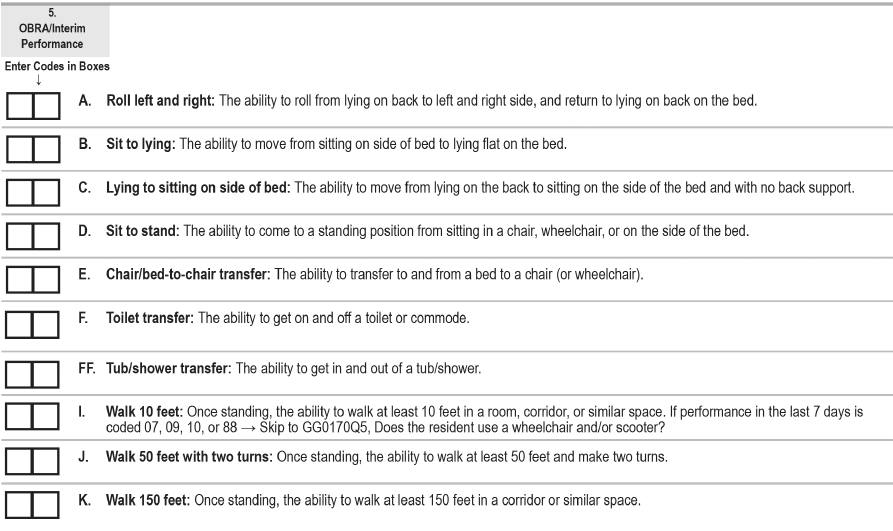 5.
OBRA/Interim
Performance
Enter Codes in Boxes
↓
A. Roll left and right: The ability to roll from lying on back to left and right side, and return to lying on back on the bed.
B. Sit to lying: The ability to move from sitting on side of bed to lying flat on the bed.
C. Lying to sitting on side of bed: The ability to move from lying on the back to sitting on the side of the bed and with no back support.
D. Sit to stand: The ability to come to a standing position from sitting in a chair, wheelchair, or on the side of the bed.
E. Chair/bed-to-chair transfer: The ability to transfer to and from a bed to a chair (or wheelchair).
F. Toilet transfer: The ability to get on and off a toilet or commode.
FF. Tub/shower transfer: The ability to get in and out of a tub/shower.
I. Walk 10 feet: Once standing, the ability to walk at least 10 feet in a room, corridor, or similar space. If performance in the last 7 days is
coded 07, 09, 10, or 88 → Skip to GG0170Q5, Does the resident use a wheelchair and/or scooter?
J. Walk 50 feet with two turns: Once standing, the ability to walk at least 50 feet and make two turns.
K. Walk 150 feet: Once standing, the ability to walk at least 150 feet in a corridor or similar space.